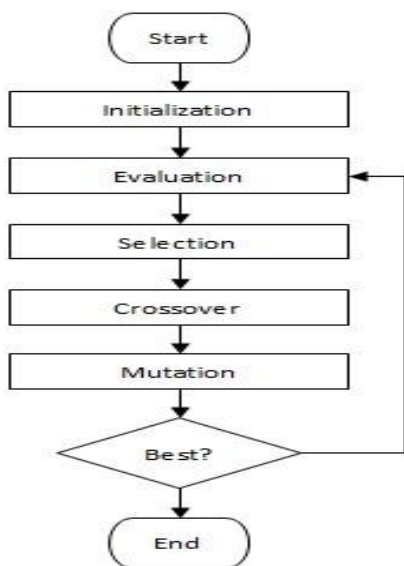 Start
Initialization
Evaluation
Selection
Crossover
Mutation
Best?
End